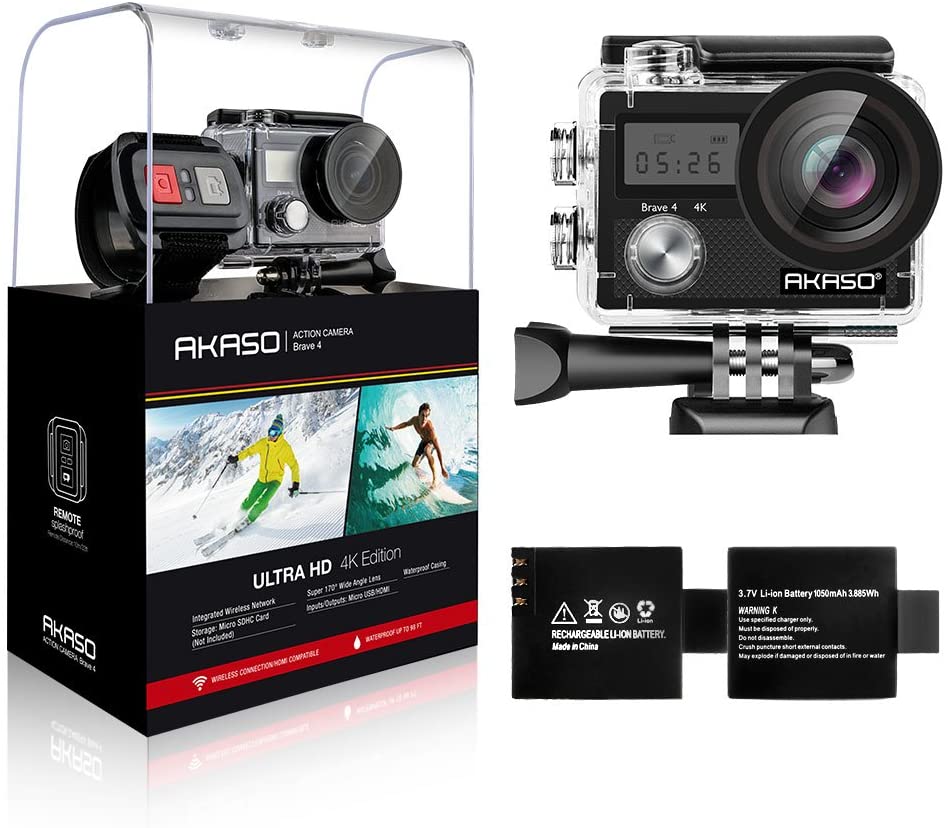 AKASO
ACTION CAMERA
Brave 4
REMOTE
splashproof
ULTRA HD 4K Edition
Integrated Wireless Network
Storage: Micro SDHC Card
(Not Included)
Super 170° Wide Angle Lens
Inputs/Outputs: Micro USB/HDMI
Waterproof Casing
WIRELESS CONNECTION/HDMI COMPATIBLE
WATERPROOF UP TO 98 FT
AKASO
ACTION CAMERA Brave 4
Brave 4
AKASO
05:26
Brave 4 4K
AKASO®
Li-ion
RECHARGEABLE LI-ION BATTERY.
Made in China
3.7V Li-ion Battery 1050mAh 3.885Wh
WARNING K
Use specified charger only.
Must be disposed of properly.
Do not disassemble.
Crush puncture short external contacts.
May explode if damaged or disposed of in fire or water